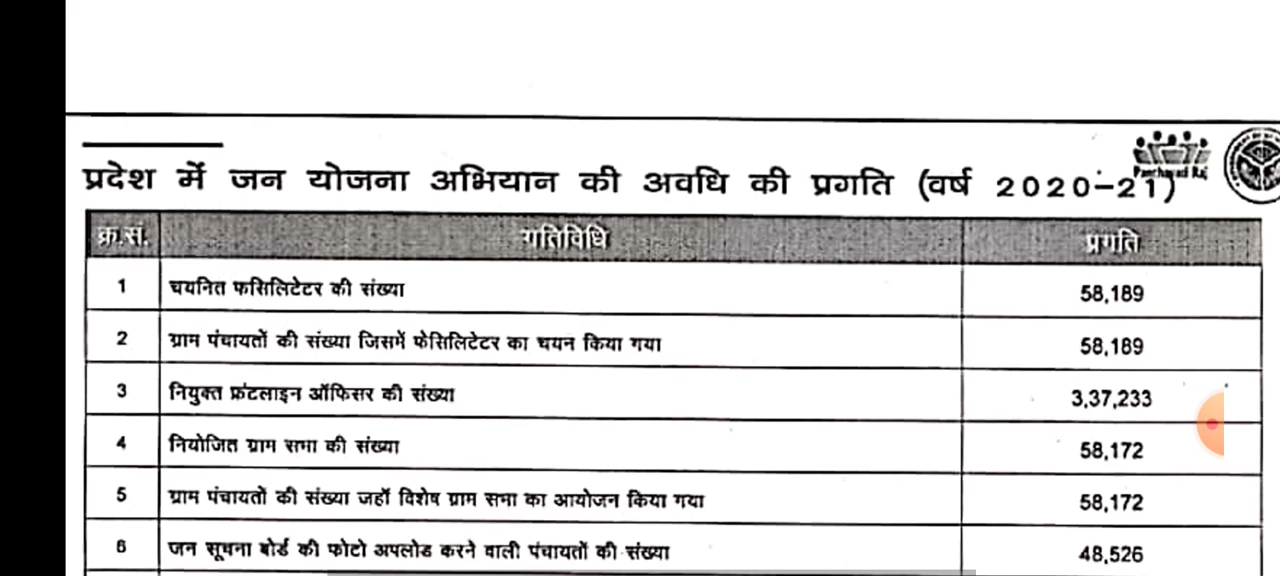 Panchayati Raj
प्रदेश में जन योजना अभियान की अवधि की प्रगति (वर्ष 2020-21)
क्र.सं. गतिविधि प्रगति
1 चयनित फसिलिटेटर की संख्या 58,189
2 ग्राम पंचायतों की संख्या जिसमें फेसिलिटेटर का चयन किया गया 58,189
3 नियुक्त फ्रंटलाइन ऑफिसर की संख्या 3,37,233
4 नियोजित ग्राम सभा की संख्या 58,172
5 ग्राम पंचायतों की संख्या जहाँ विशेष ग्राम सभा का आयोजन किया गया 58,172
6 जन सूचना बोर्ड की फोटो अपलोड करने वाली पंचायतों की संख्या 48,526